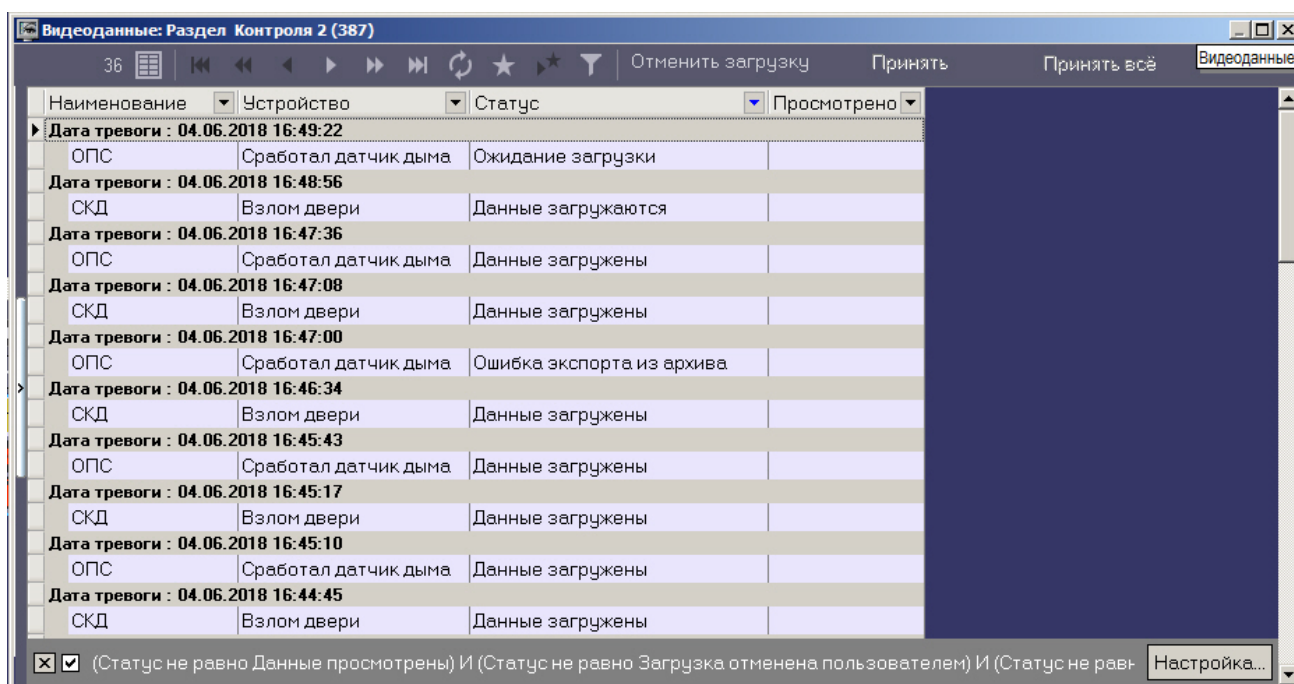 Видеоданные: Раздел Контроля 2 (387)
36 Отменить загрузку Принять Принять всё Видеоданные
Наименование Устройство Статус Просмотрено
Дата тревоги : 04.06.2018 16:49:22
ОПС Сработал датчик дыма Ожидание загрузки
Дата тревоги : 04.06.2018 16:48:56
СКД Взлом двери Данные загружаются
Дата тревоги : 04.06.2018 16:47:36
ОПС Сработал датчик дыма Данные загружены
Дата тревоги : 04.06.2018 16:47:08
СКД Взлом двери Данные загружены
Дата тревоги : 04.06.2018 16:47:00
ОПС Сработал датчик дыма Ошибка экспорта из архива
Дата тревоги : 04.06.2018 16:46:34
СКД Взлом двери Данные загружены
Дата тревоги : 04.06.2018 16:45:43
ОПС Сработал датчик дыма Данные загружены
Дата тревоги : 04.06.2018 16:45:17
СКД Взлом двери Данные загружены
Дата тревоги : 04.06.2018 16:45:10
ОПС Сработал датчик дыма Данные загружены
Дата тревоги : 04.06.2018 16:44:45
СКД Взлом двери Данные загружены
(Статус не равно Данные просмотрены) И (Статус не равно Загрузка отменена пользователем) И (Статус не равн Настройка...